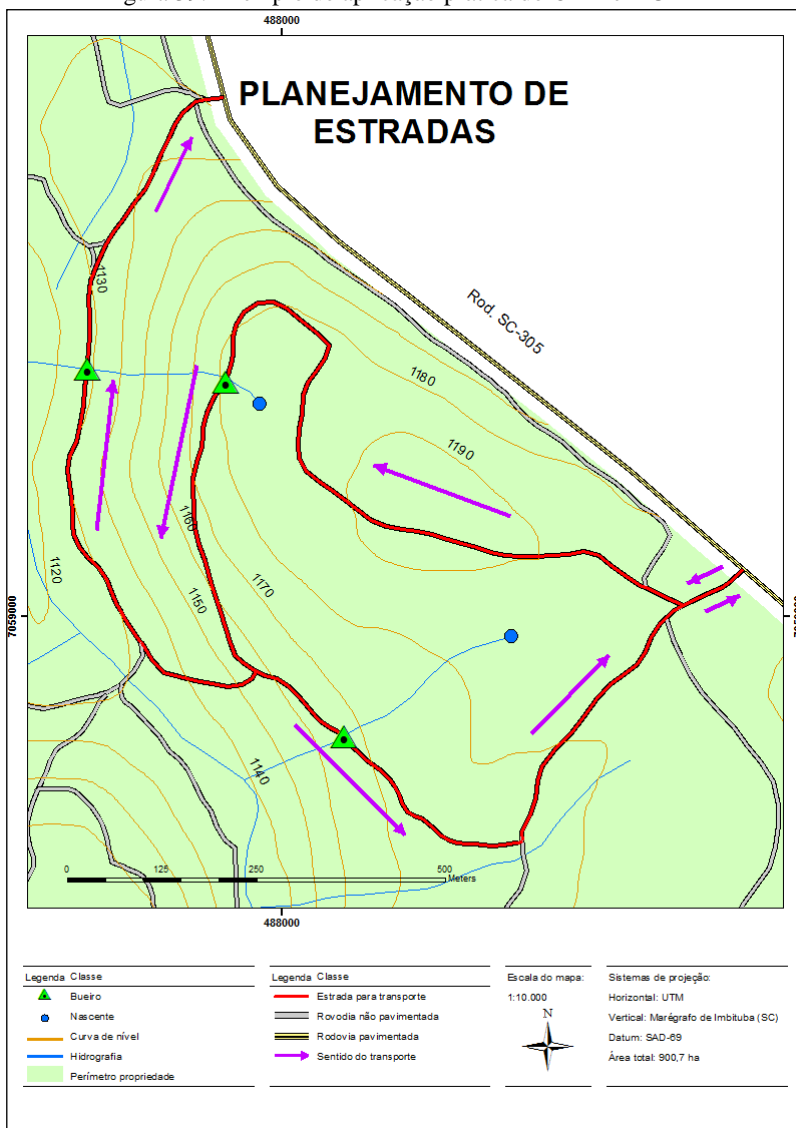 488000
PLANEJAMENTO DE
ESTRADAS
Rod. SC-305
1130
1180
1190
1160
1120
1150
1170
7059000
1140
0 125 250 500
Meters
488000
Legenda Classe
Bueiro
Nascente
Curva de nível
Hidrografia
Perímetro propriedade
Legenda Classe
Estrada para transporte
Rovodia não pavimentada
Rodovia pavimentada
Sentido do transporte
Escala do mapa:
1:10.000
N
Sistemas de projeção:
Horizontal: UTM
Vertical: Marégrafo de Imbituba (SC)
Datum: SAD-69
Área total: 900,7 ha